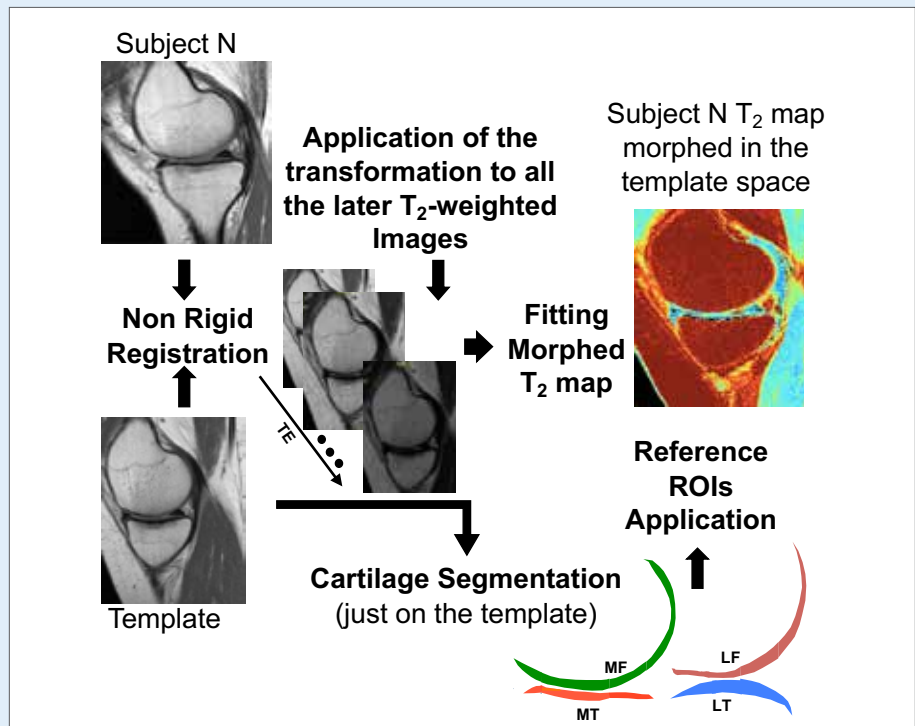 Subject N
Application of the
transformation to all
the later T₂-weighted
Images
Subject N T₂ map
morphed in the
template space
Non Rigid
Registration
TE
Fitting
Morphed
T₂ map
Template
Reference
ROIs
Application
Cartilage Segmentation
(just on the template)
MF
MT
LF
LT